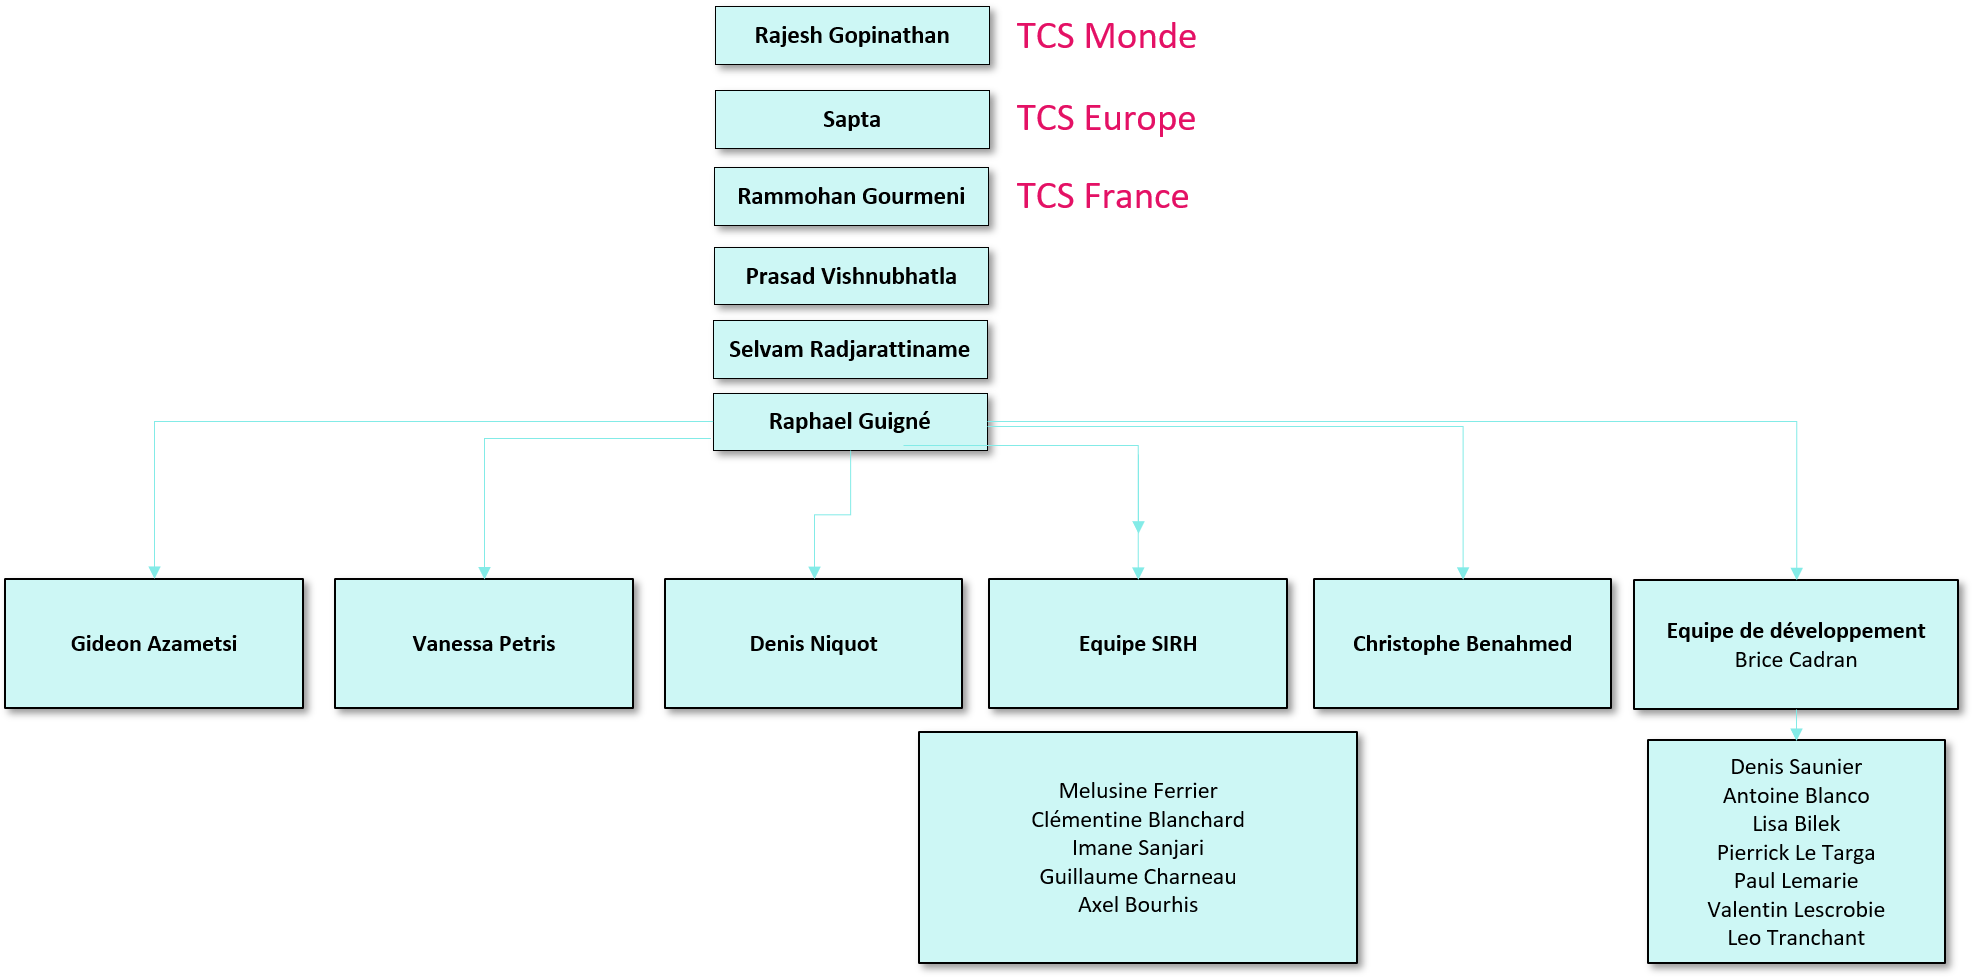 Rajesh Gopinathan
TCS Monde
Sapta
TCS Europe
Rammohan Gourmeni
TCS France
Prasad Vishnubhatla
Selvam Radjarattiname
Raphael Guigné
Gideon Azametsi
Vanessa Petris
Denis Niquot
Equipe SIRH
Christophe Benahmed
Equipe de développement
Brice Cadran
Melusine Ferrier
Clémentine Blanchard
Imane Sanjari
Guillaume Charneau
Axel Bourhis
Denis Saunier
Antoine Blanco
Lisa Bilek
Pierrick Le Targa
Paul Lemarie
Valentin Lescrobie
Leo Tranchant